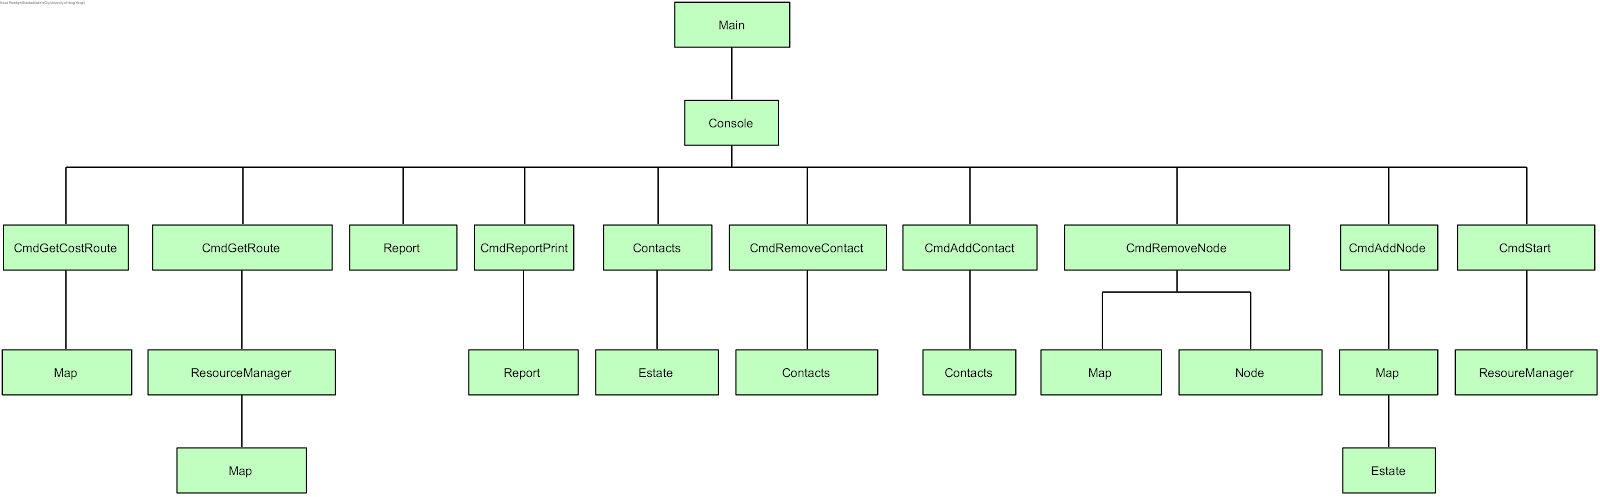 Main
Console
CmdGetCostRoute
CmdGetRoute
Report
CmdReportPrint
Contacts
CmdRemoveContact
CmdAddContact
CmdRemoveNode
CmdAddNode
CmdStart
Map
ResourceManager
Report
Estate
Contacts
Contacts
Map
Node
Map
ResoureManager
Map
Estate